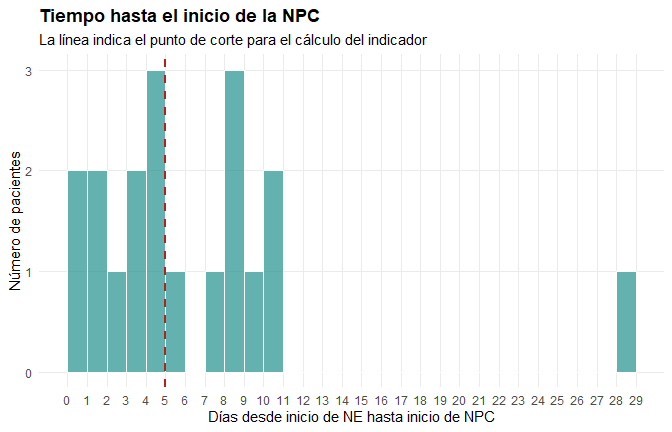 Tiempo hasta el inicio de la NPC
La línea indica el punto de corte para el cálculo del indicador
Número de pacientes
3
2
1
0
0 1 2 3 4 5 6 7 8 9 10 11 12 13 14 15 16 17 18 19 20 21 22 23 24 25 26 27 28 29
Días desde inicio de NE hasta inicio de NPC